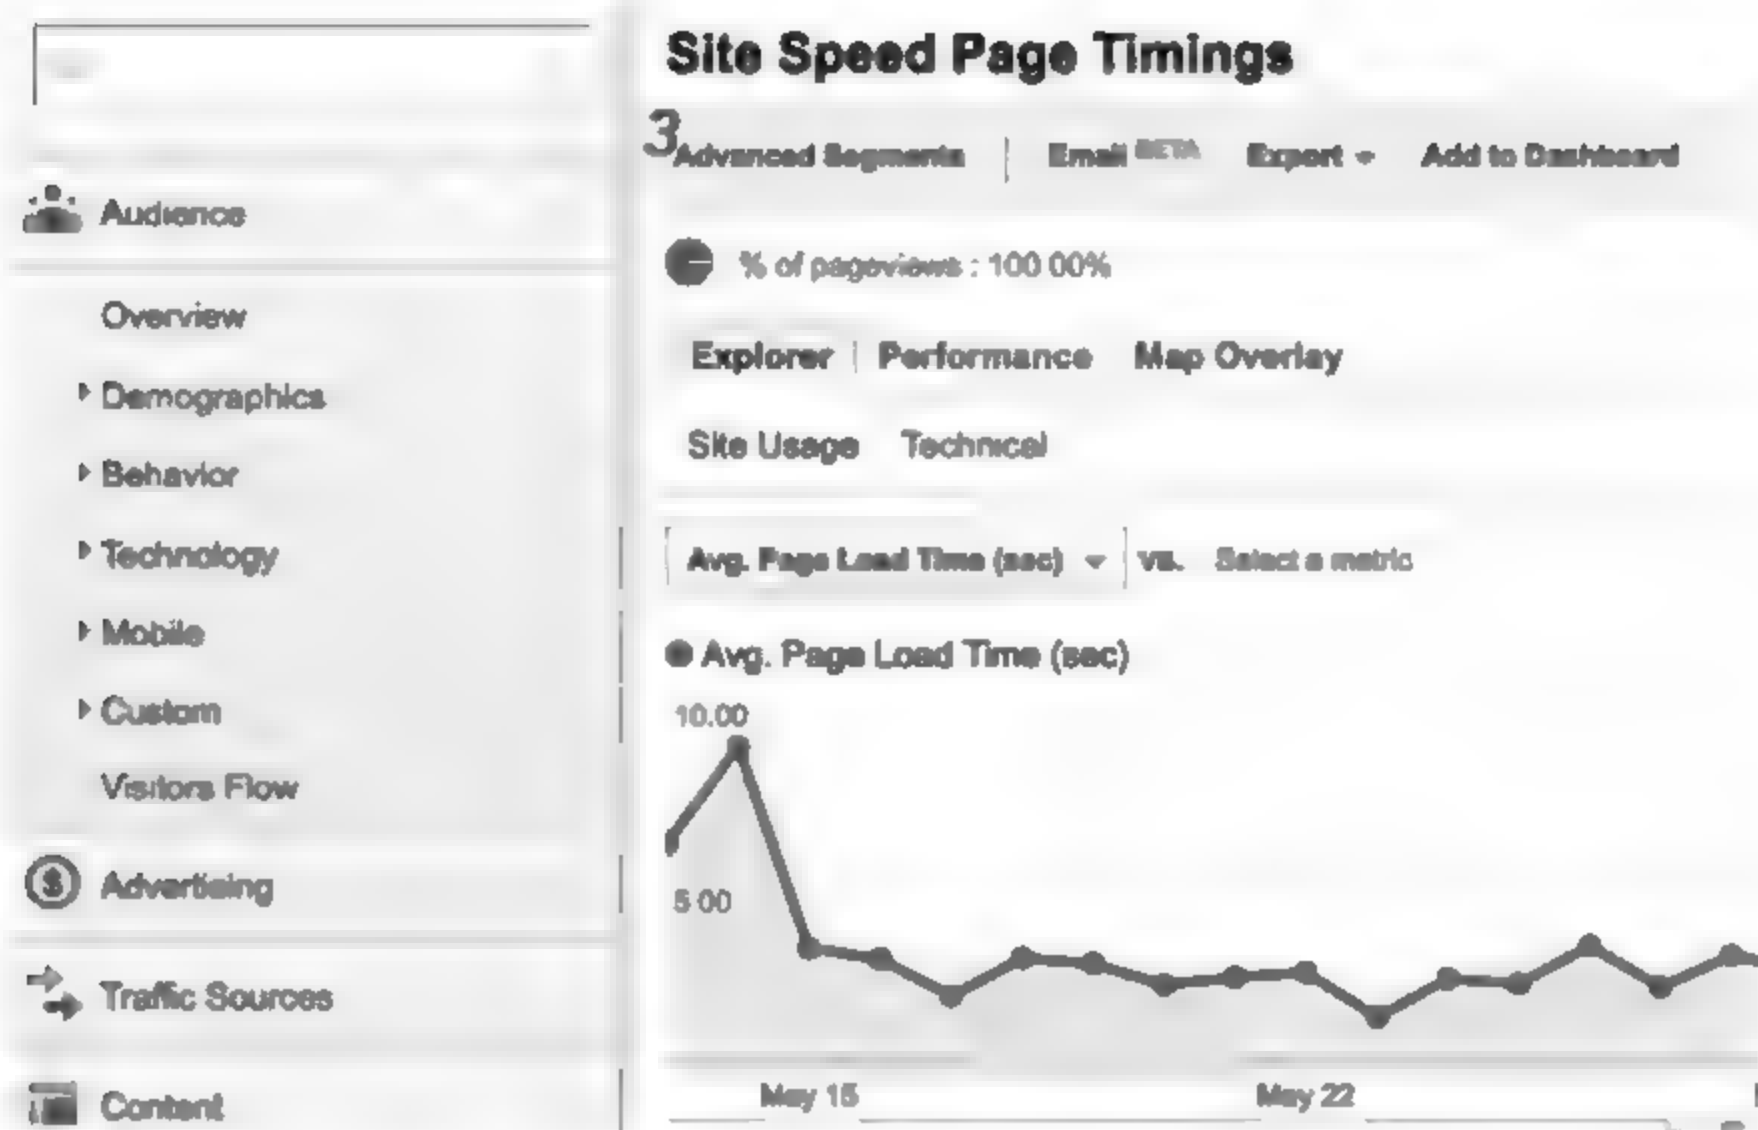 Site Speed Page Timings
3
Advanced Segments | Email BETA Export Add to Dashboard
% of pageviews : 100 00%
Explorer | Performance Map Overlay
Site Usage Technical
Avg. Page Load Time (sec) vs. Select a metric
Avg. Page Load Time (sec)
10.00
5 00
May 15 May 22
Audience
Overview
Demographics
Behavior
Technology
Mobile
Custom
Visitors Flow
Advertising
Traffic Sources
Content